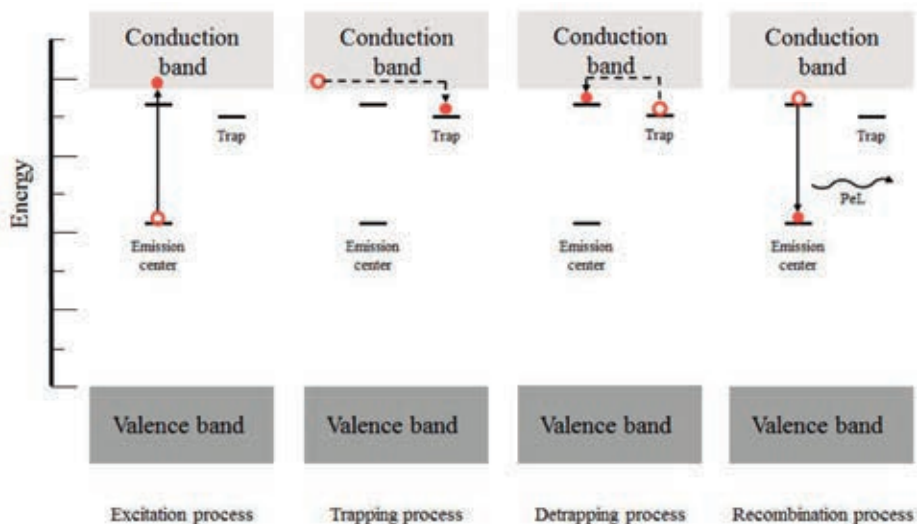 Energy
Conduction
band
Trap
Emission
center
Valence band
Excitation process
Conduction
band
Trap
Emission
center
Valence band
Trapping process
Conduction
band
Trap
Emission
center
Valence band
Detrapping process
Conduction
band
Trap
PeL
Emission
center
Valence band
Recombination process